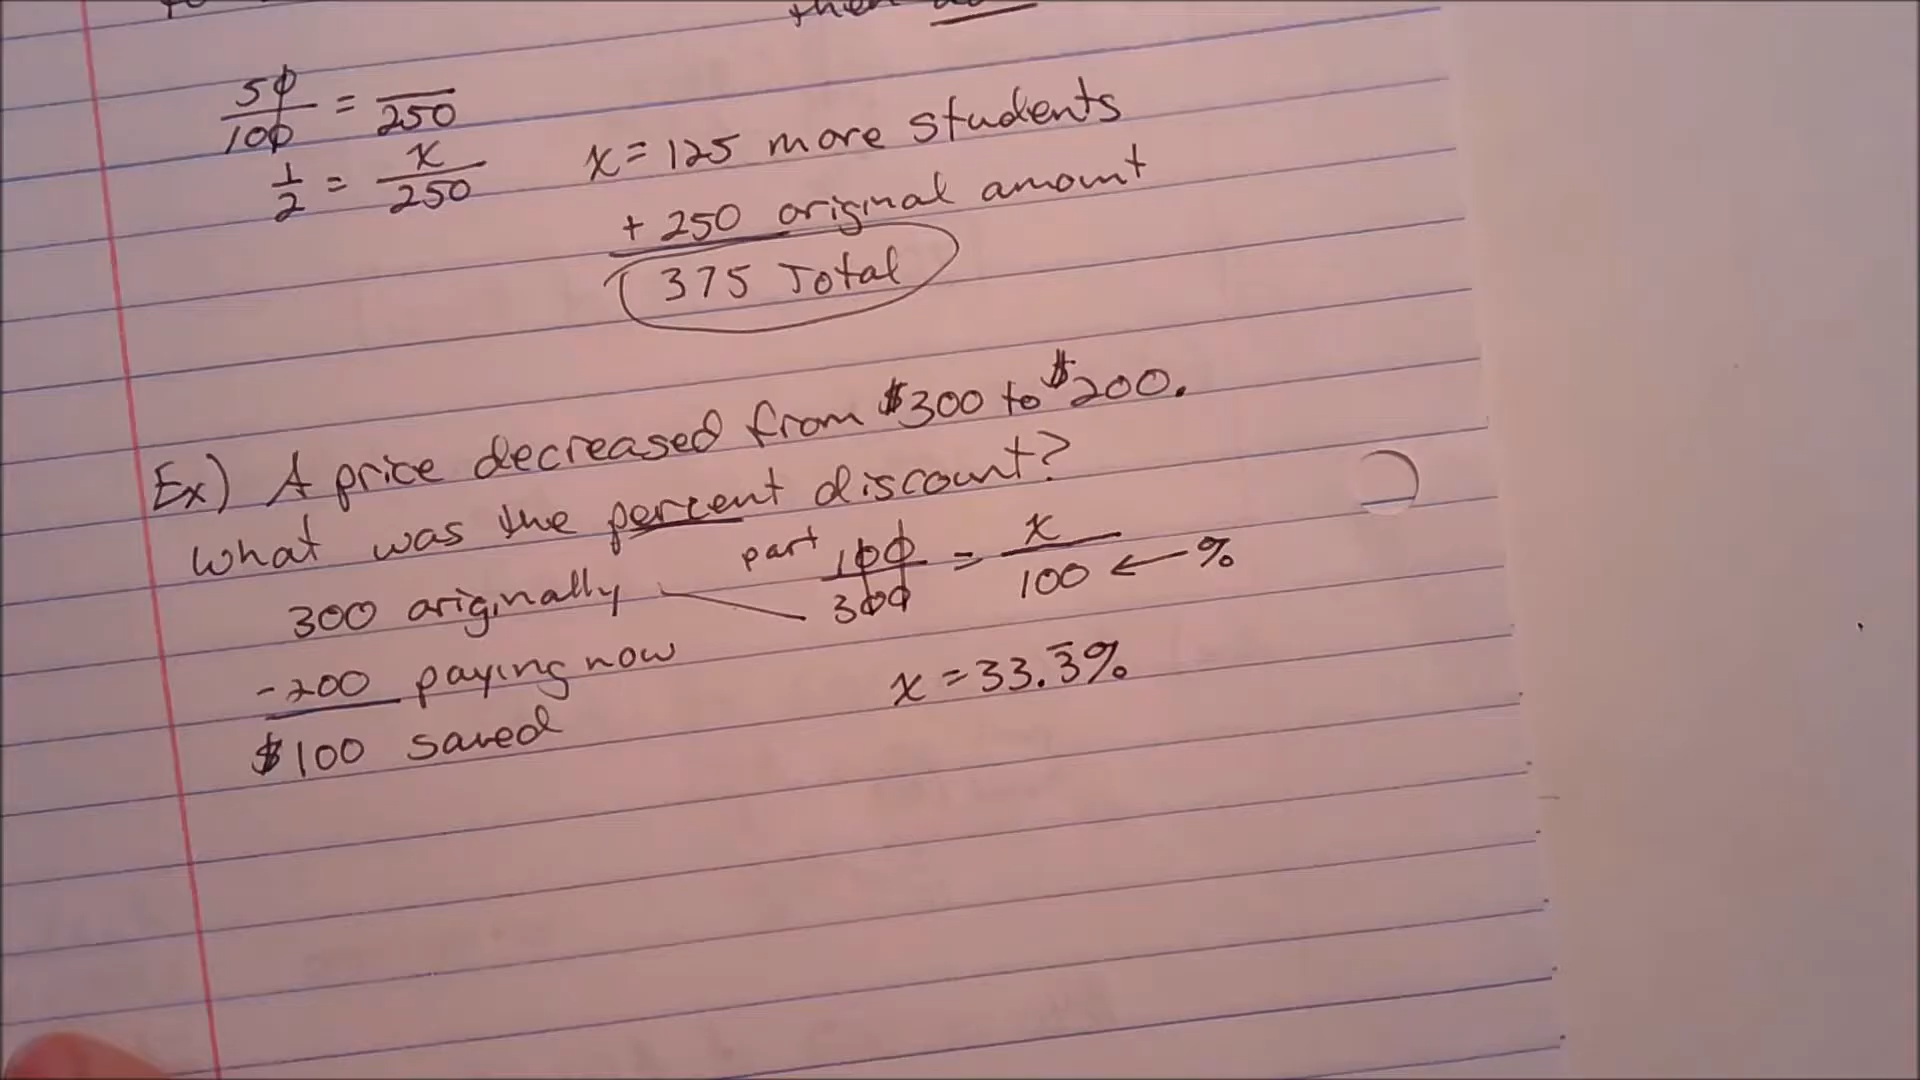 then
50/100 = /250
1/2 = x/250
x = 125 more students
+ 250 original amount
375 Total
Ex) A price decreased from $300 to $200.
What was the percent discount?
300 originally
-200 paying now
$100 saved
part 100/300 = x/100 ← %
x = 33.3̅%